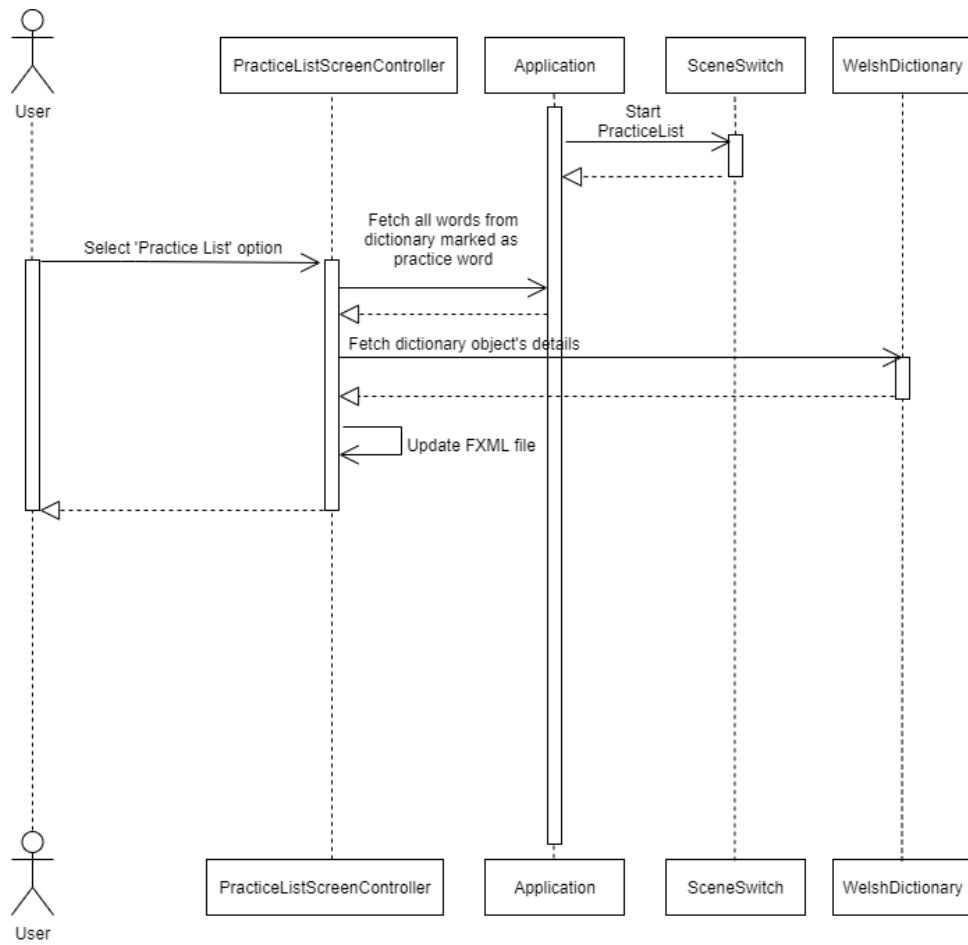 User
PracticeListScreenController
Application
SceneSwitch
WelshDictionary
Start
PracticeList
Fetch all words from
dictionary marked as
practice word
Select 'Practice List' option
Fetch dictionary object's details
Update FXML file
User
PracticeListScreenController
Application
SceneSwitch
WelshDictionary